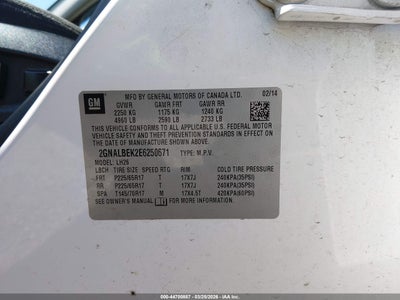 GM
MFD BY GENERAL MOTORS OF CANADA LTD. 02/14
GVWR GAWR FRT GAWR RR
2250 KG 1175 KG 1240 KG
4960 LB 2590 LB 2733 LB
THIS VEHICLE CONFORMS TO ALL APPLICABLE U.S. FEDERAL MOTOR
VEHICLE SAFETY AND THEFT PREVENTION STANDARDS IN EFFECT
ON THE DATE OF MANUFACTURE SHOWN ABOVE.
2GNALBEK2E6250671 TYPE: M.P.V.
MODEL: LH26
LBCH TIRE SIZE SPEED RTG RIM COLD TIRE PRESSURE
FRT P225/65R17 T 17X7J 240KPA(35PSI)
RR P225/65R17 T 17X7J 240KPA(35PSI)
SPA T145/70R17 M 17X4.5T 420KPA(60PSI)
SEE OWNER'S MANUAL FOR MORE INFORMATION.
008-44700887 - 03/29/2026 - © IAA